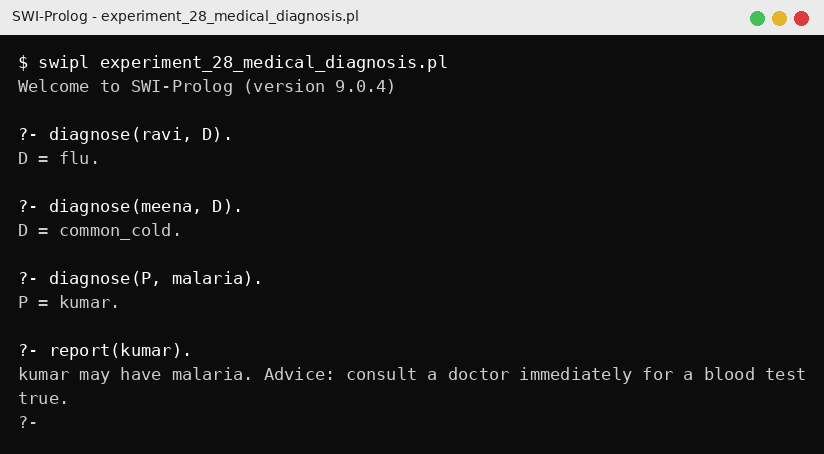 SWI-Prolog - experiment_28_medical_diagnosis.pl
$ swipl experiment_28_medical_diagnosis.pl
Welcome to SWI-Prolog (version 9.0.4)
?- diagnose(ravi, D).
D = flu.
?- diagnose(meena, D).
D = common_cold.
?- diagnose(P, malaria).
P = kumar.
?- report(kumar).
kumar may have malaria. Advice: consult a doctor immediately for a blood test
true.
?-